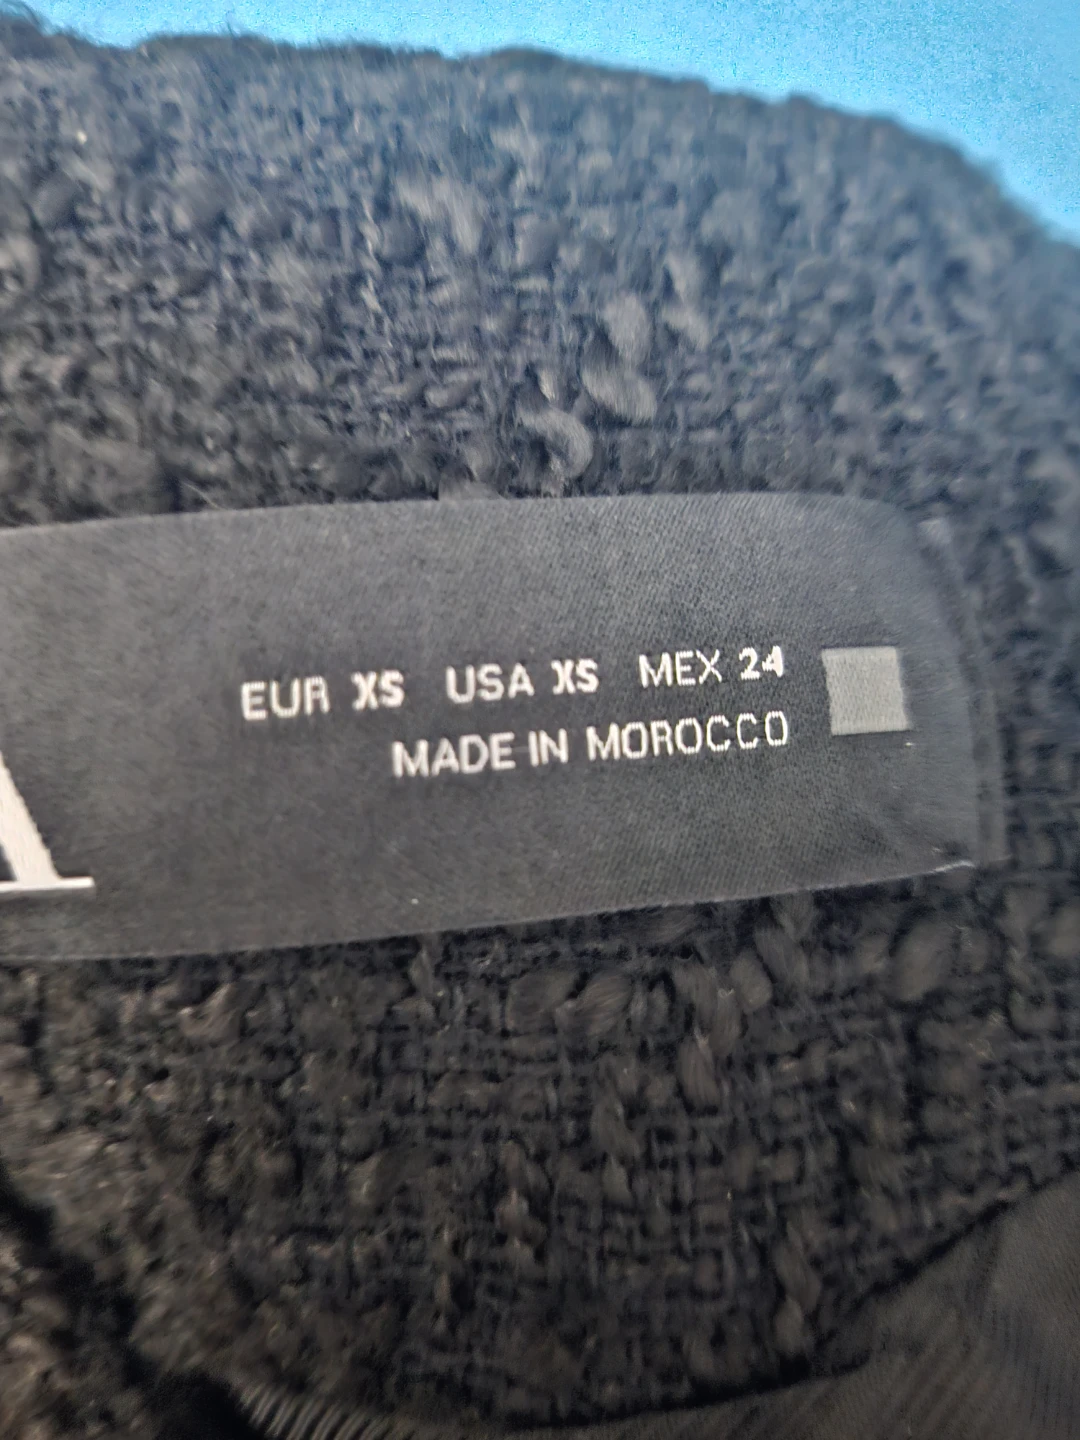 A
EUR XS USA XS MEX 24
MADE IN MOROCCO